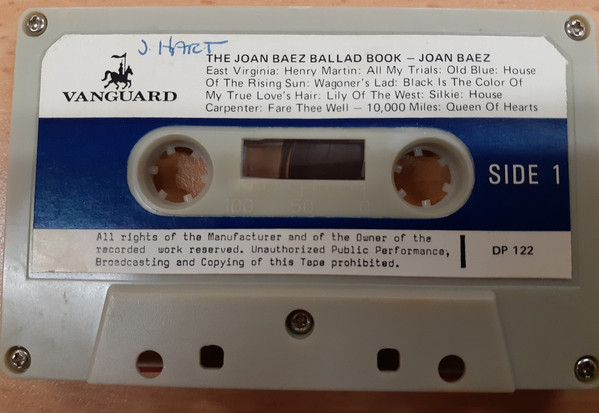 J. HART
THE JOAN BAEZ BALLAD BOOK – JOAN BAEZ
East Virginia: Henry Martin: All My Trials: Old Blue: House
Of The Rising Sun: Wagoner's Lad: Black Is The Color Of
My True Love's Hair: Lily Of The West: Silkie: House
Carpenter: Fare Thee Well – 10,000 Miles: Queen Of Hearts
VANGUARD
SIDE 1
All rights of the Manufacturer and of the Owner of the
recorded work reserved. Unauthorized Public Performance,
Broadcasting and Copying of this Tape prohibited.
DP 122